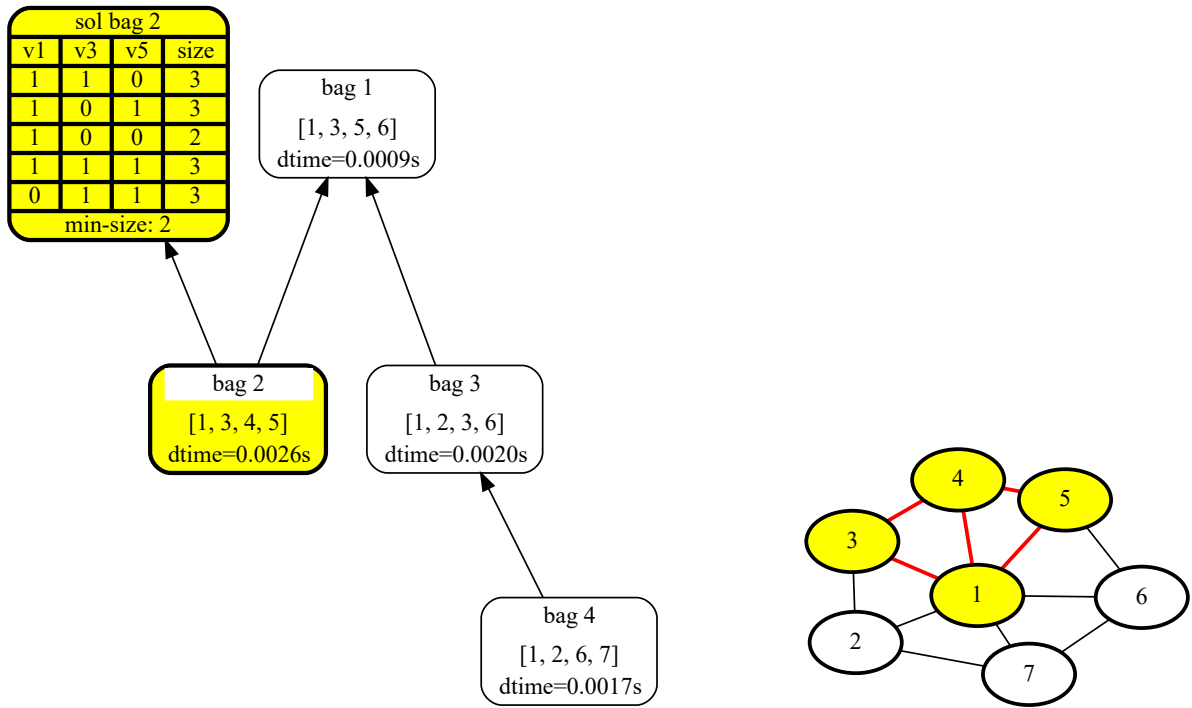 sol bag 2
v1 v3 v5 size
1 1 0 3
1 0 1 3
1 0 0 2
1 1 1 3
0 1 1 3
min-size: 2
bag 1
[1, 3, 5, 6]
dtime=0.0009s
bag 2
[1, 3, 4, 5]
dtime=0.0026s
bag 3
[1, 2, 3, 6]
dtime=0.0020s
bag 4
[1, 2, 6, 7]
dtime=0.0017s
4
5
3
1
6
2
7